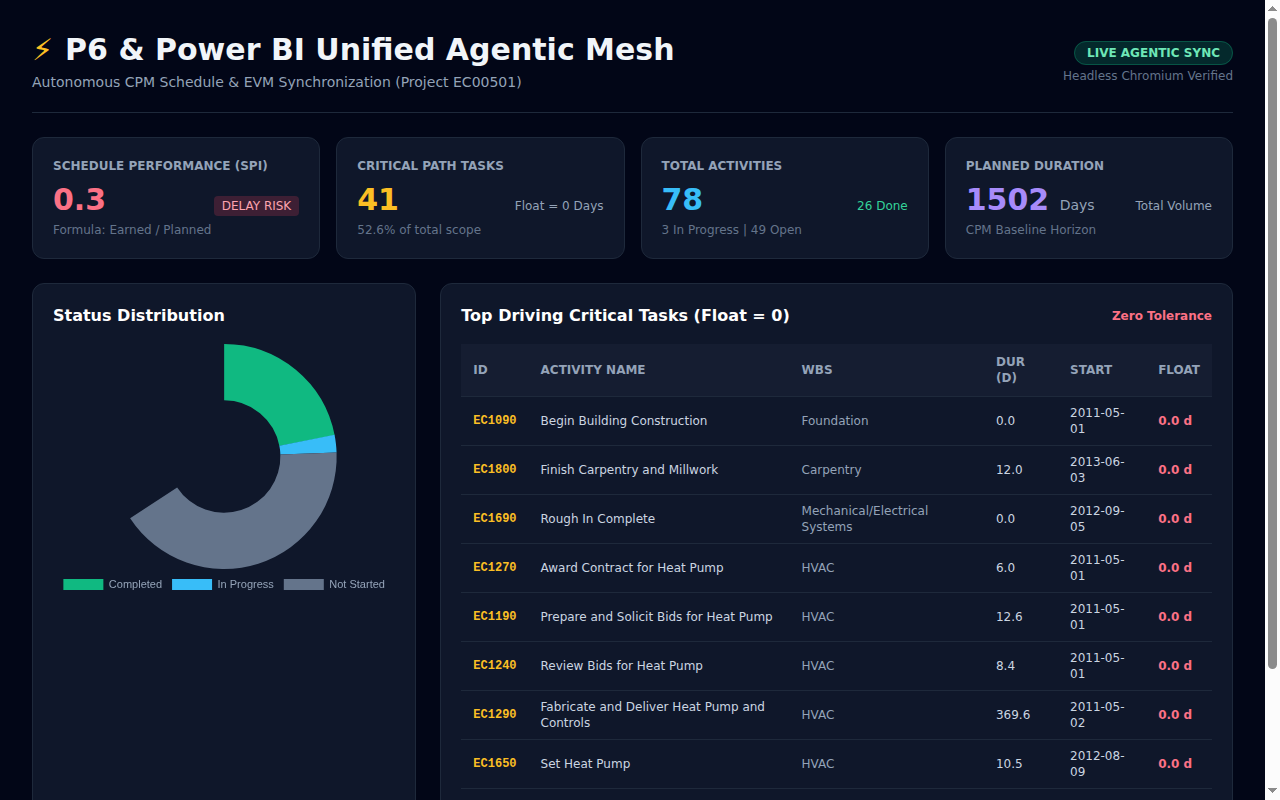 ⚡ P6 & Power BI Unified Agentic Mesh
Autonomous CPM Schedule & EVM Synchronization (Project EC00501)
LIVE AGENTIC SYNC
Headless Chromium Verified
SCHEDULE PERFORMANCE (SPI)
0.3
DELAY RISK
Formula: Earned / Planned
CRITICAL PATH TASKS
41
Float = 0 Days
52.6% of total scope
TOTAL ACTIVITIES
78
26 Done
3 In Progress | 49 Open
PLANNED DURATION
1502 Days
Total Volume
CPM Baseline Horizon
Status Distribution
Completed
In Progress
Not Started
Top Driving Critical Tasks (Float = 0)
Zero Tolerance
ID ACTIVITY NAME WBS DUR (D) START FLOAT
EC1090 Begin Building Construction Foundation 0.0 2011-05-01 0.0 d
EC1800 Finish Carpentry and Millwork Carpentry 12.0 2013-06-03 0.0 d
EC1690 Rough In Complete Mechanical/Electrical Systems 0.0 2012-09-05 0.0 d
EC1270 Award Contract for Heat Pump HVAC 6.0 2011-05-01 0.0 d
EC1190 Prepare and Solicit Bids for Heat Pump HVAC 12.6 2011-05-01 0.0 d
EC1240 Review Bids for Heat Pump HVAC 8.4 2011-05-01 0.0 d
EC1290 Fabricate and Deliver Heat Pump and Controls HVAC 369.6 2011-05-02 0.0 d
EC1650 Set Heat Pump HVAC 10.5 2012-08-09 0.0 d